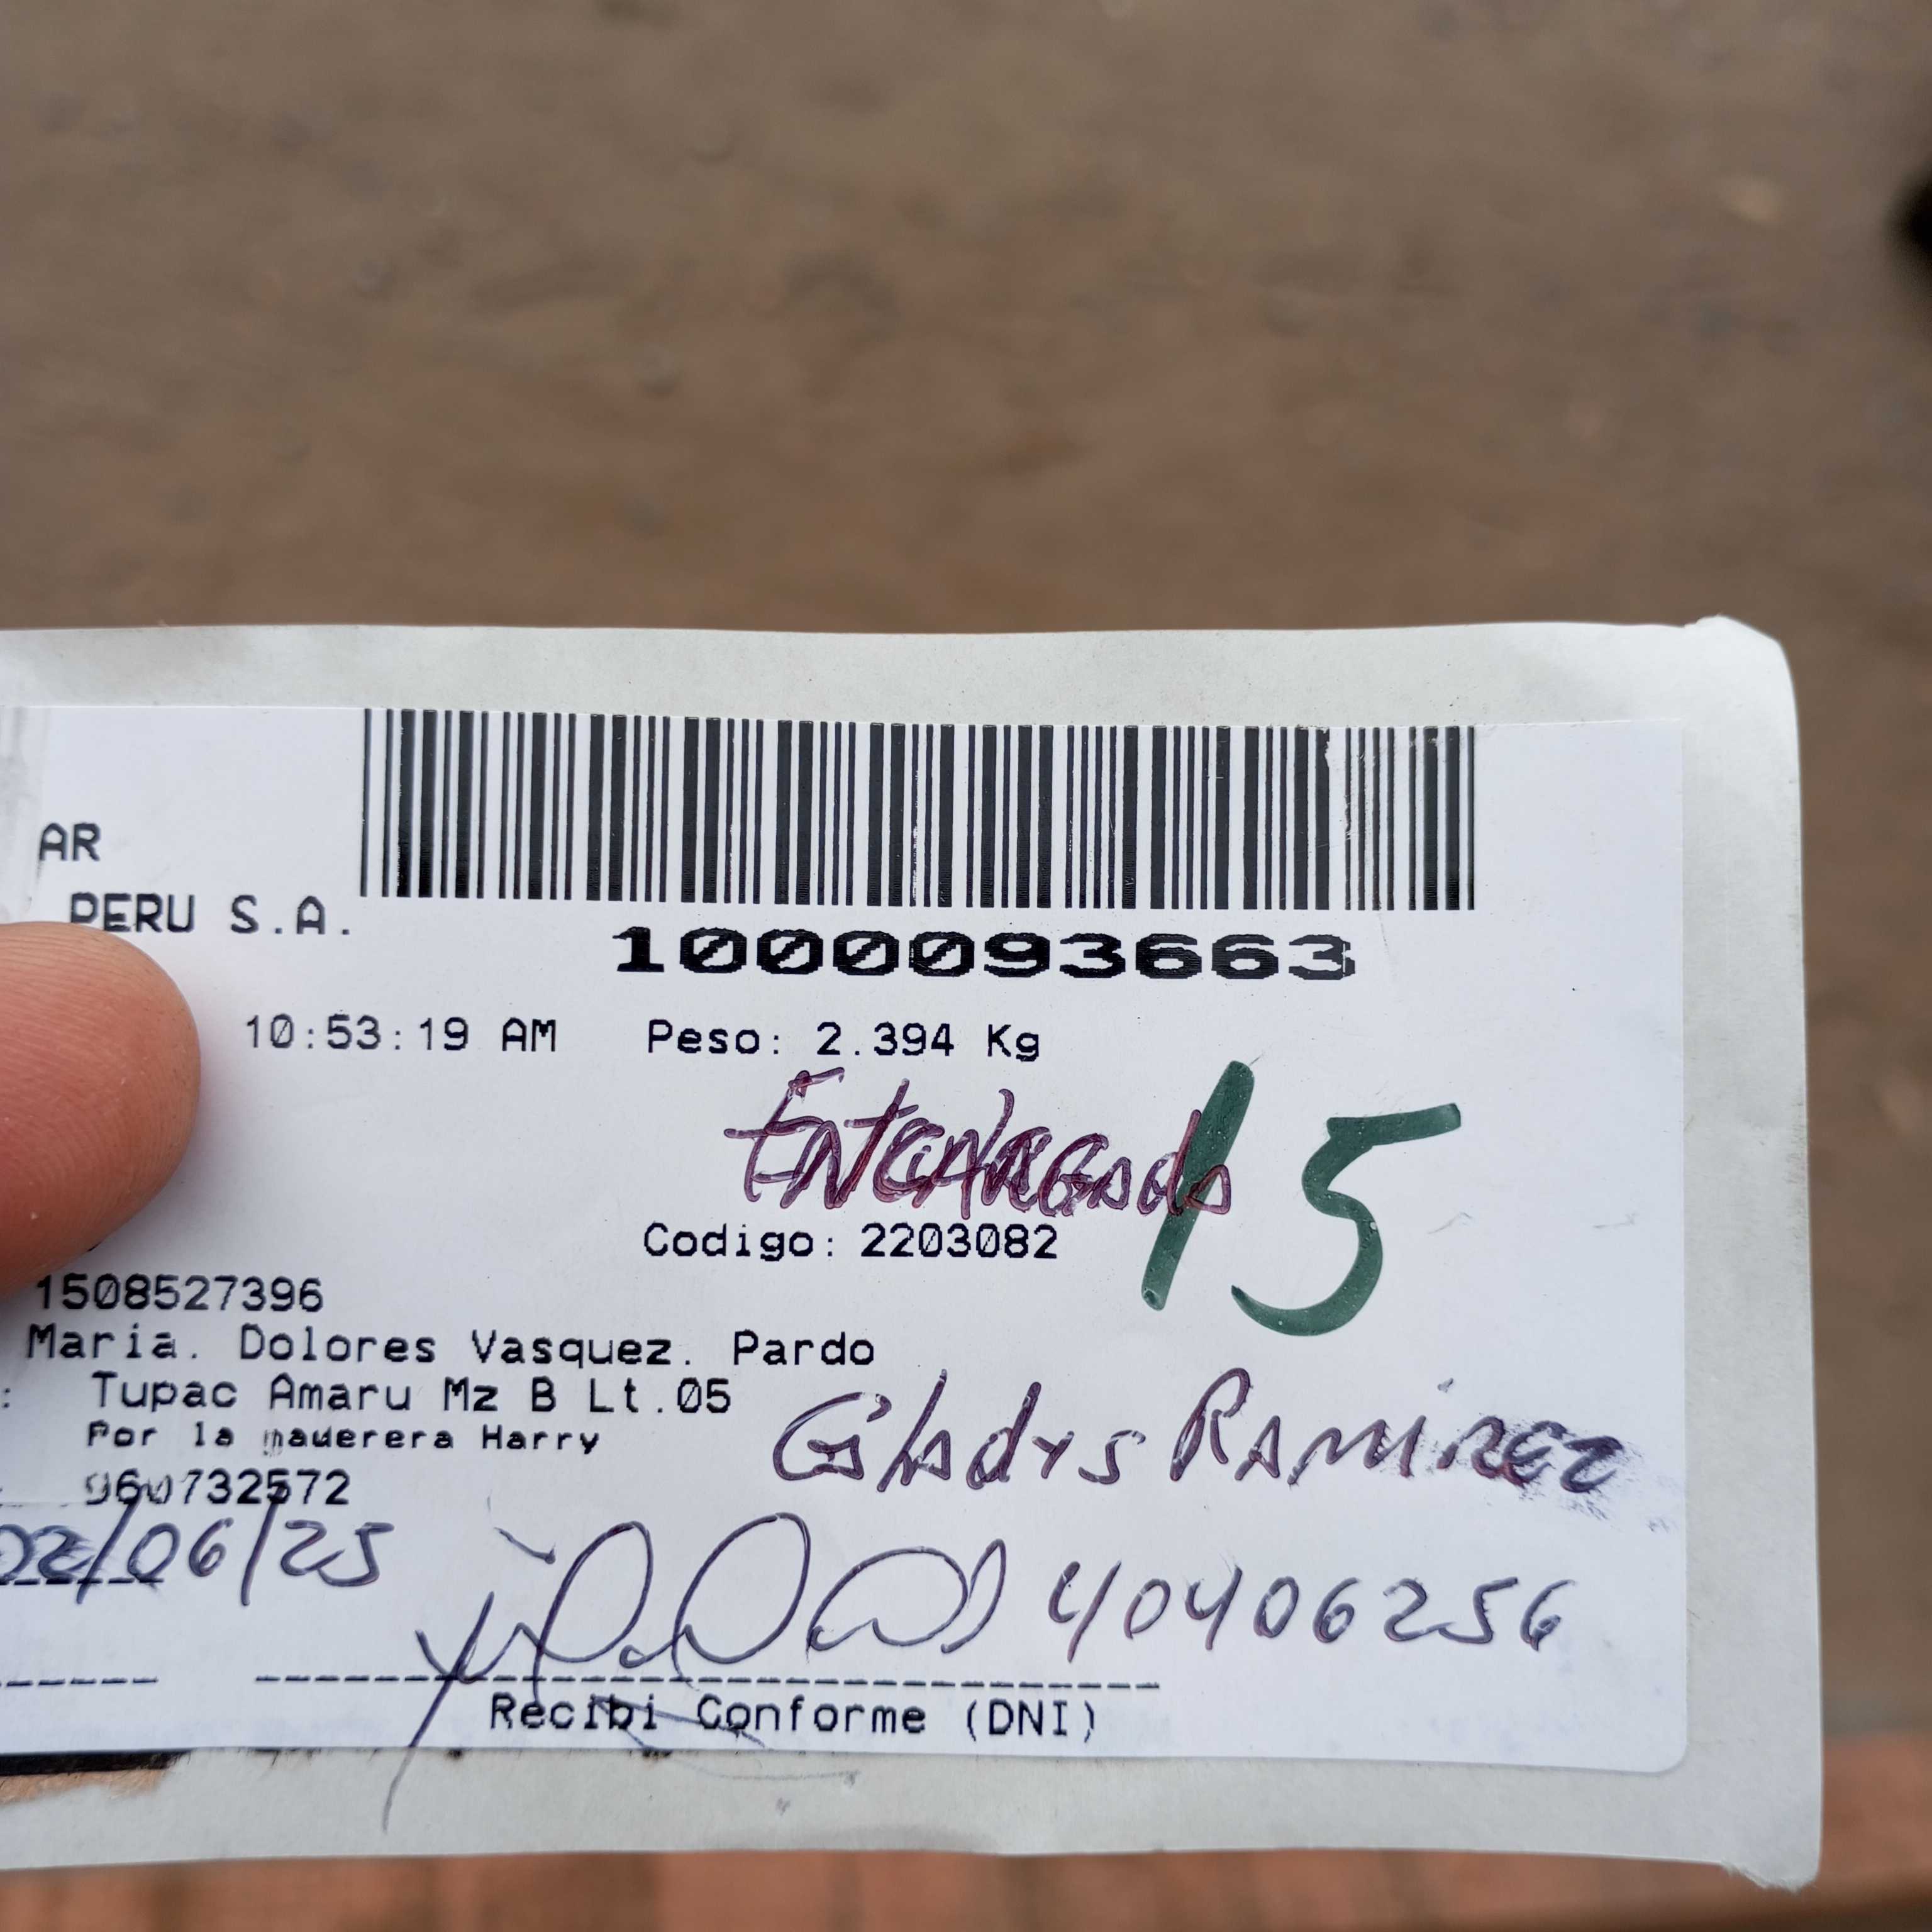 AR
PERU S.A.
1000093663
10:53:19 AM Peso: 2.394 Kg
15
Codigo: 2203082
1508527396
Maria. Dolores Vasquez. Pardo
: Tupac Amaru Mz B Lt.05
Por la maderera Harry
Gladys Ramirez
960732572
02/06/25
40406256
Recibi Conforme (DNI)